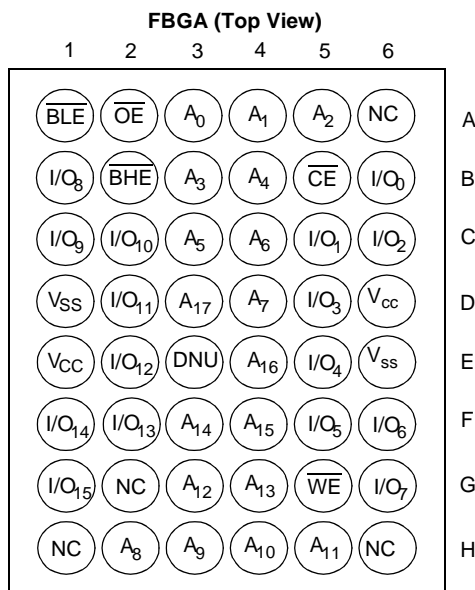 FBGA (Top View)
1 2 3 4 5 6
BLE OE A0 A1 A2 NC A
I/O8 BHE A3 A4 CE I/O0 B
I/O9 I/O10 A5 A6 I/O1 I/O2 C
VSS I/O11 A17 A7 I/O3 Vcc D
VCC I/O12 DNU A16 I/O4 Vss E
I/O14 I/O13 A14 A15 I/O5 I/O6 F
I/O15 NC A12 A13 WE I/O7 G
NC A8 A9 A10 A11 NC H